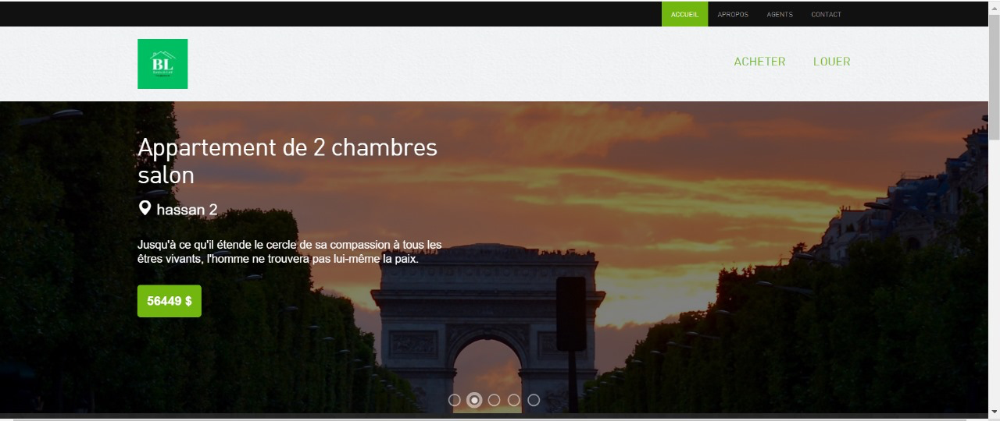 ACCUEIL APROPOS AGENTS CONTACT
BL
ACHETER LOUER
Appartement de 2 chambres
salon
hassan 2
Jusqu'à ce qu'il étende le cercle de sa compassion à tous les
êtres vivants, l'homme ne trouvera pas lui-même la paix.
56449 $